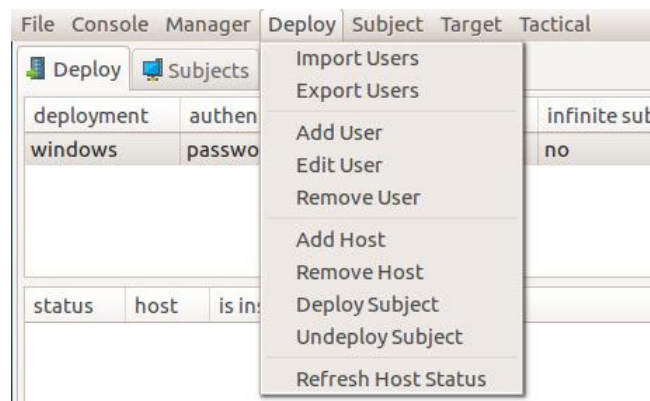 File Console Manager Deploy Subject Target Tactical
Deploy Subjects
Import Users
Export Users
Add User
Edit User
Remove User
Add Host
Remove Host
Deploy Subject
Undeploy Subject
Refresh Host Status
deployment authen infinite sub
windows passwo no
status host is ins